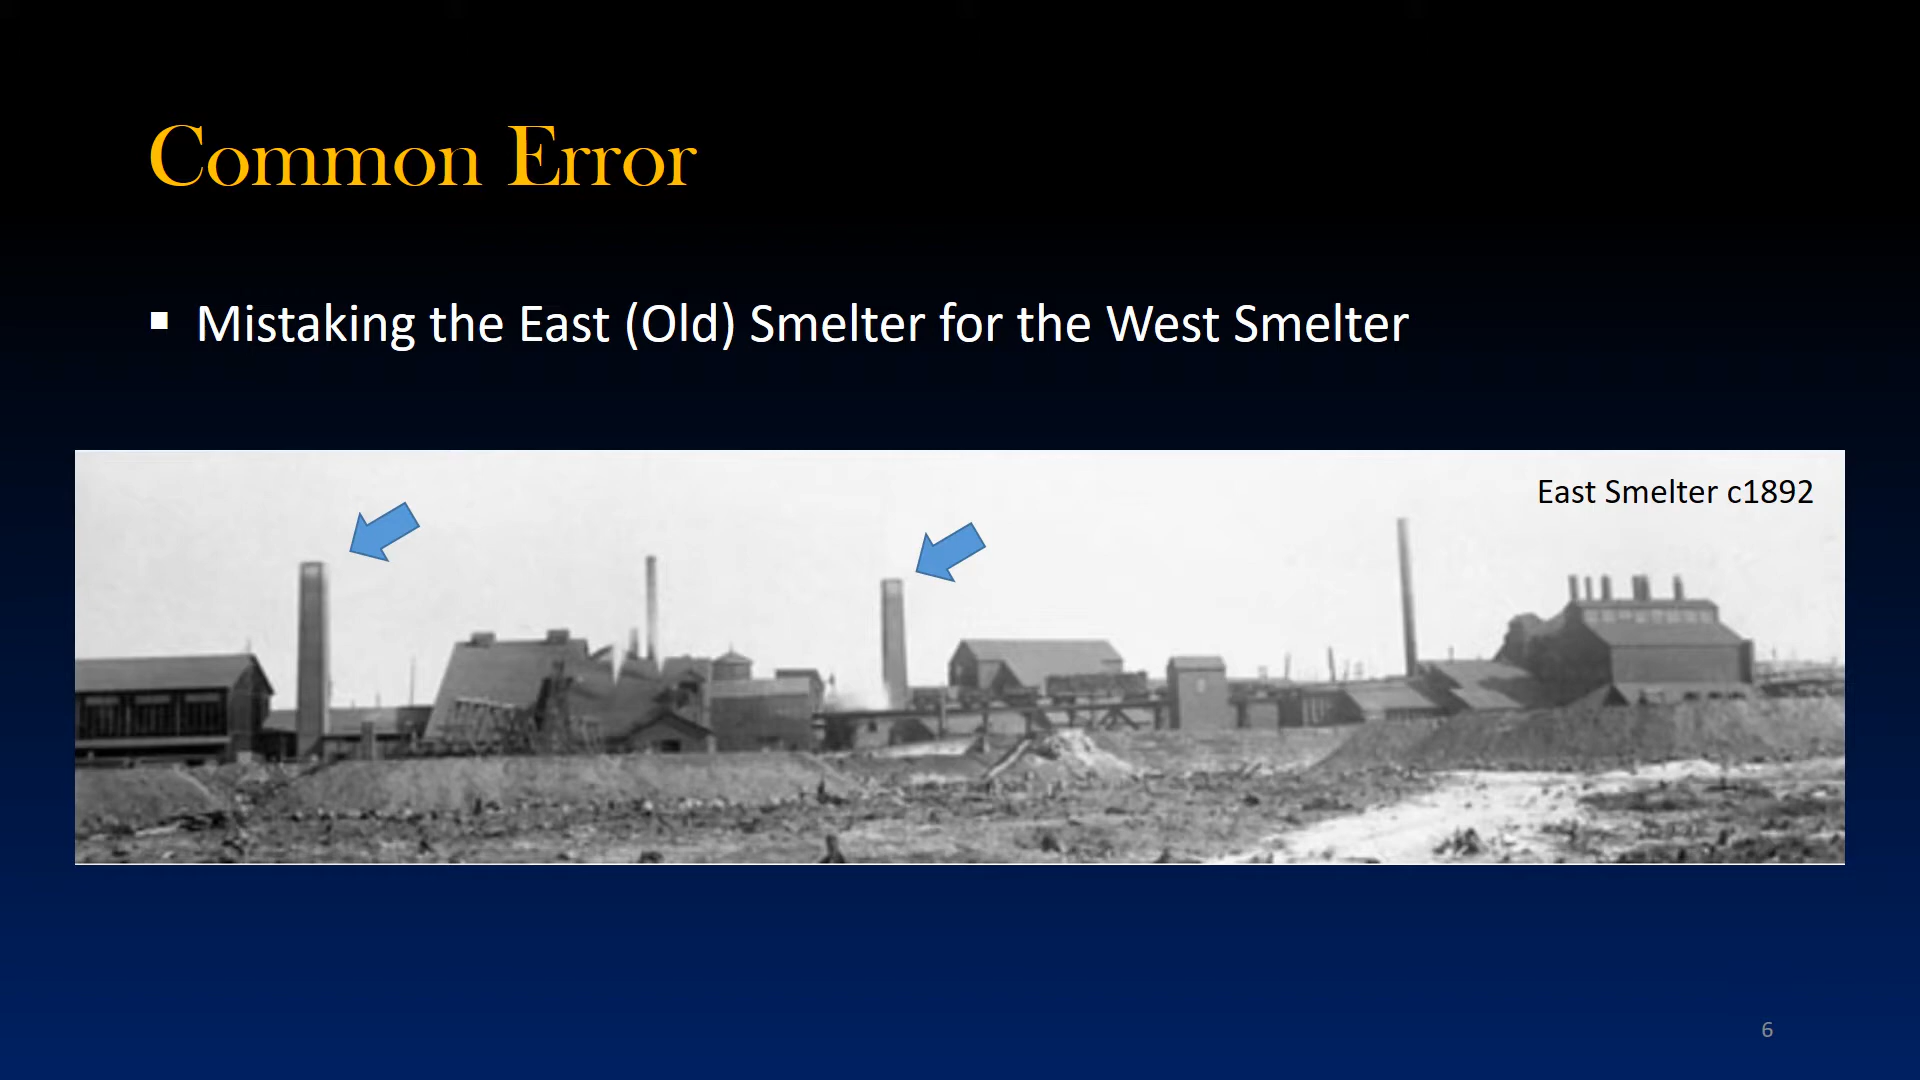 Common Error
▪ Mistaking the East (Old) Smelter for the West Smelter
East Smelter c1892
6